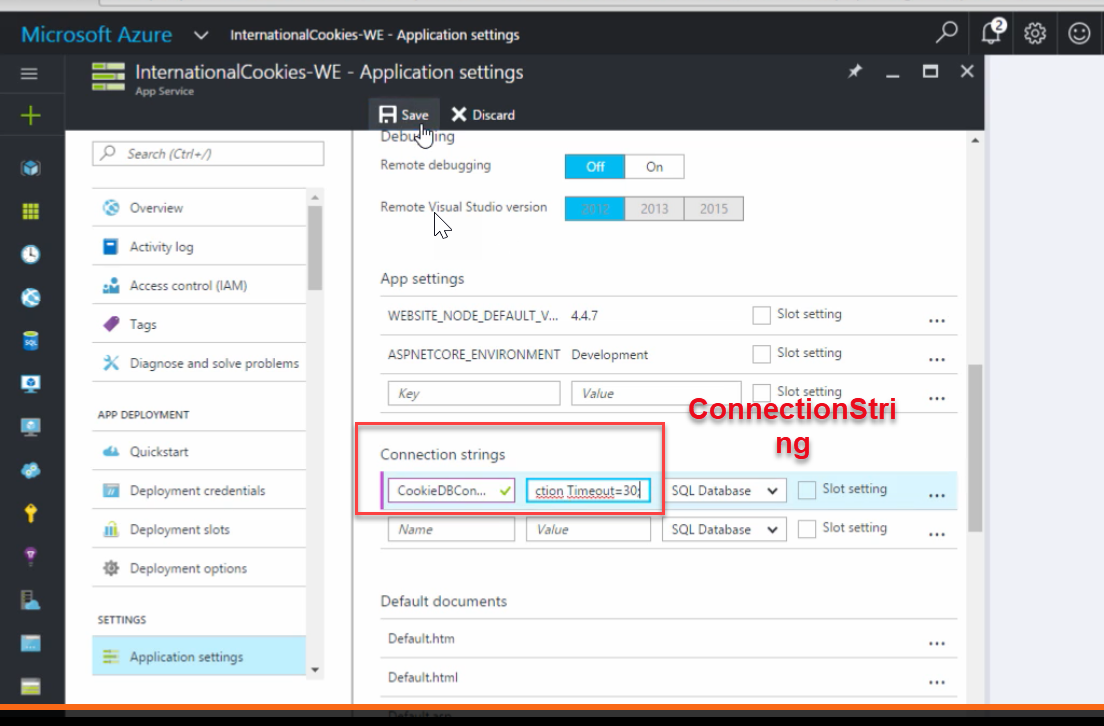 Microsoft Azure InternationalCookies-WE - Application settings 2
InternationalCookies-WE - Application settings
App Service
Save Discard
Search (Ctrl+/)
Overview
Activity log
Access control (IAM)
Tags
Diagnose and solve problems
APP DEPLOYMENT
Quickstart
Deployment credentials
Deployment slots
Deployment options
SETTINGS
Application settings
Debugging
Remote debugging Off On
Remote Visual Studio version 2012 2013 2015
App settings
WEBSITE_NODE_DEFAULT_V... 4.4.7 Slot setting ...
ASPNETCORE_ENVIRONMENT Development Slot setting ...
Key Value Slot setting ...
ConnectionStri
ng
Connection strings
CookieDBCon... ction Timeout=30; SQL Database Slot setting ...
Name Value SQL Database Slot setting ...
Default documents
Default.htm ...
Default.html ...